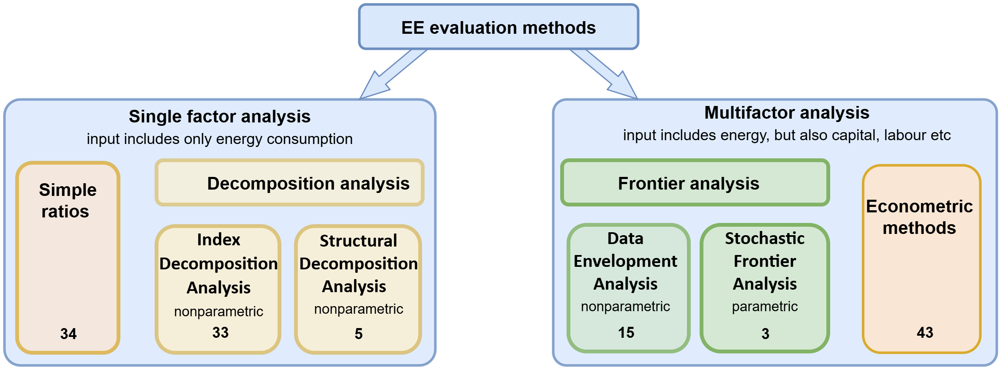 EE evaluation methods
Single factor analysis
input includes only energy consumption
Simple
ratios
34
Decomposition analysis
Index
Decomposition
Analysis
nonparametric
33
Structural
Decomposition
Analysis
nonparametric
5
Multifactor analysis
input includes energy, but also capital, labour etc
Frontier analysis
Data
Envelopment
Analysis
nonparametric
15
Stochastic
Frontier
Analysis
parametric
3
Econometric
methods
43